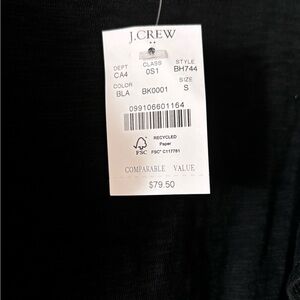 J.CREW
DEPT CLASS STYLE
CA4 0S1 BH744
COLOR SIZE
BLA BK0001 S
099106601164
RECYCLED
Paper
FSC FSC® C117781
COMPARABLE VALUE
$79.50